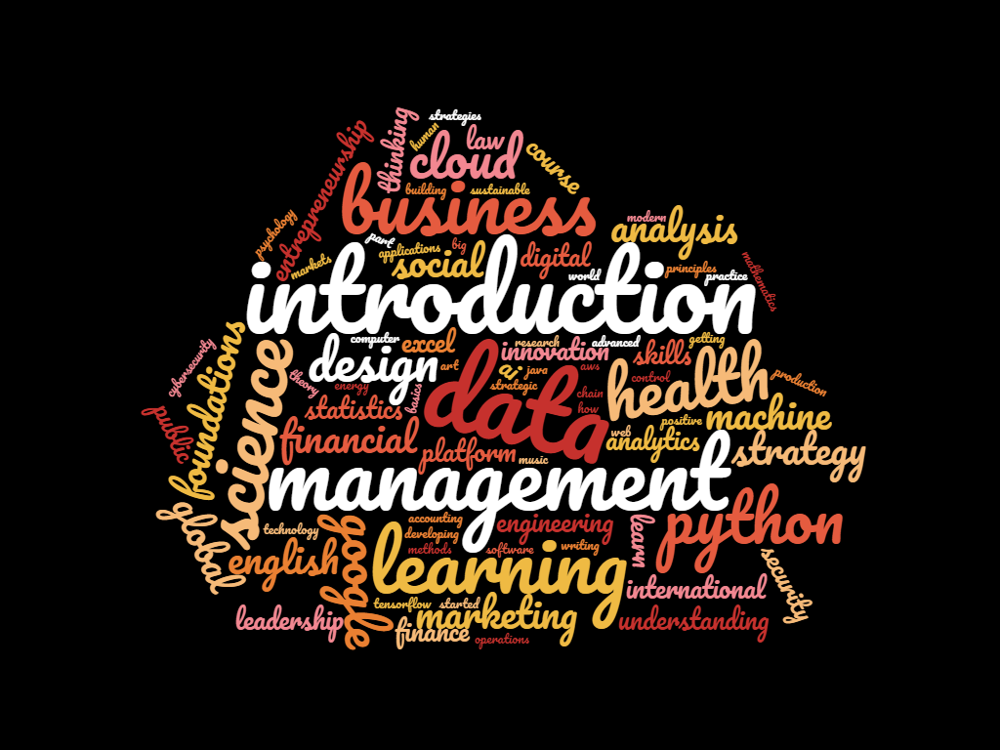 strategies
thinking
human
law
cloud
course
entrepreneurship
building
sustainable
business
psychology
modern
analysis
part
applications
big
markets
social
digital
world
principles
practice
mathematics
introduction
computer
excel
research
advanced
getting
cybersecurity
foundations
science
theory
design
art
innovation
ai
java
aws
skills
control
health
production
energy
basics
strategic
data
chain
how
public
statistics
financial
platform
music
web
positive
analytics
machine
strategy
management
global
technology
google
accounting
developing
methods
engineering
software
writing
learn
python
english
learning
international
security
leadership
tensorflow
started
marketing
understanding
finance
operations